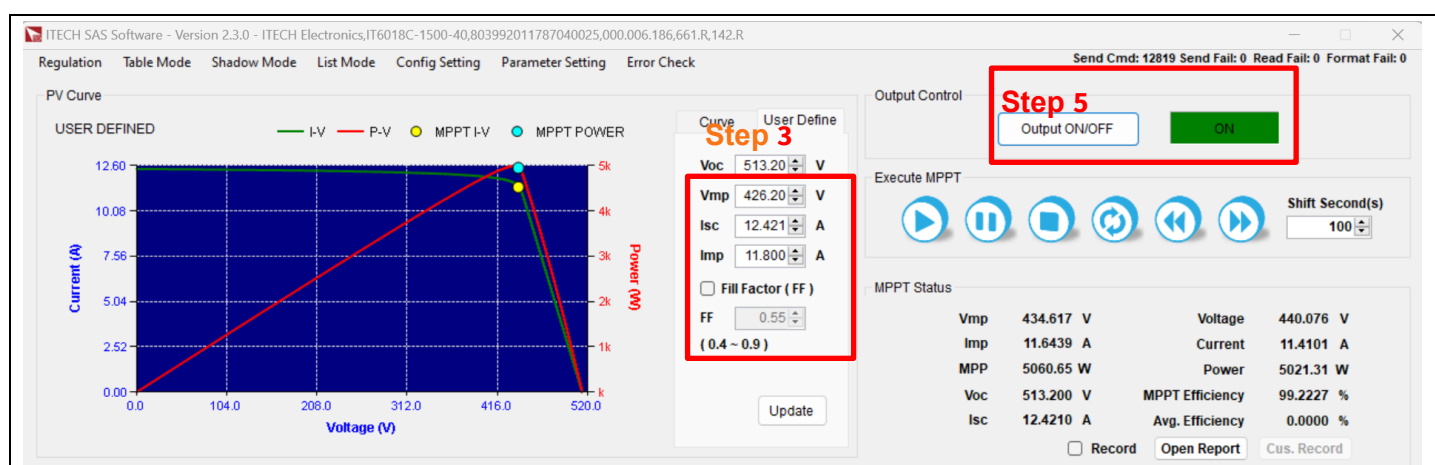 ITECH SAS Software - Version 2.3.0 - ITECH Electronics,IT6018C-1500-40,803992011787040025,000.006.186,661.R,142.R
Regulation Table Mode Shadow Mode List Mode Config Setting Parameter Setting Error Check
Send Cmd: 12819 Send Fail: 0 Read Fail: 0 Format Fail: 0
PV Curve
USER DEFINED
I-V P-V MPPT I-V MPPT POWER
12.60
10.08
7.56
5.04
2.52
0.00
Current (A)
5k
4k
3k
2k
1k
k
Power (W)
0.0 104.0 208.0 312.0 416.0 520.0
Voltage (V)
Curve User Define
Step 3
Voc 513.20 V
Vmp 426.20 V
Isc 12.421 A
Imp 11.800 A
Fill Factor ( FF )
FF 0.55
( 0.4 ~ 0.9 )
Update
Output Control
Step 5
Output ON/OFF ON
Execute MPPT
Shift Second(s)
100
MPPT Status
Vmp 434.617 V Voltage 440.076 V
Imp 11.6439 A Current 11.4101 A
MPP 5060.65 W Power 5021.31 W
Voc 513.200 V MPPT Efficiency 99.2227 %
Isc 12.4210 A Avg. Efficiency 0.0000 %
Record Open Report Cus. Record